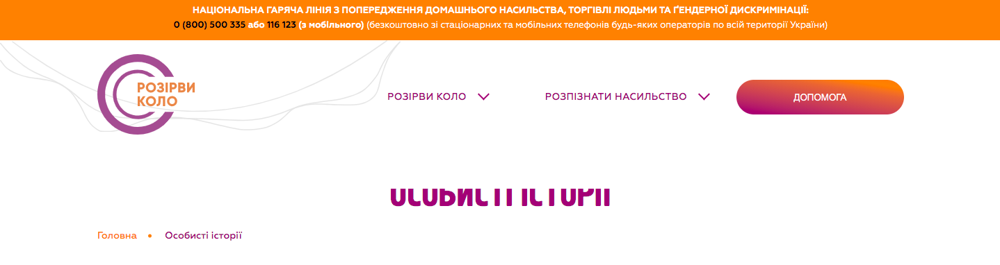 НАЦІОНАЛЬНА ГАРЯЧА ЛІНІЯ З ПОПЕРЕДЖЕННЯ ДОМАШНЬОГО НАСИЛЬСТВА, ТОРГІВЛІ ЛЮДЬМИ ТА ҐЕНДЕРНОЇ ДИСКРИМІНАЦІЇ:
0 (800) 500 335 або 116 123 (з мобільного) (безкоштовно зі стаціонарних та мобільних телефонів будь-яких операторів по всій території України)
РОЗІРВИ
КОЛО
РОЗІРВИ КОЛО
РОЗПІЗНАТИ НАСИЛЬСТВО
ДОПОМОГА
ОСОБИСТІ ІСТОРІЇ
Головна • Особисті історії